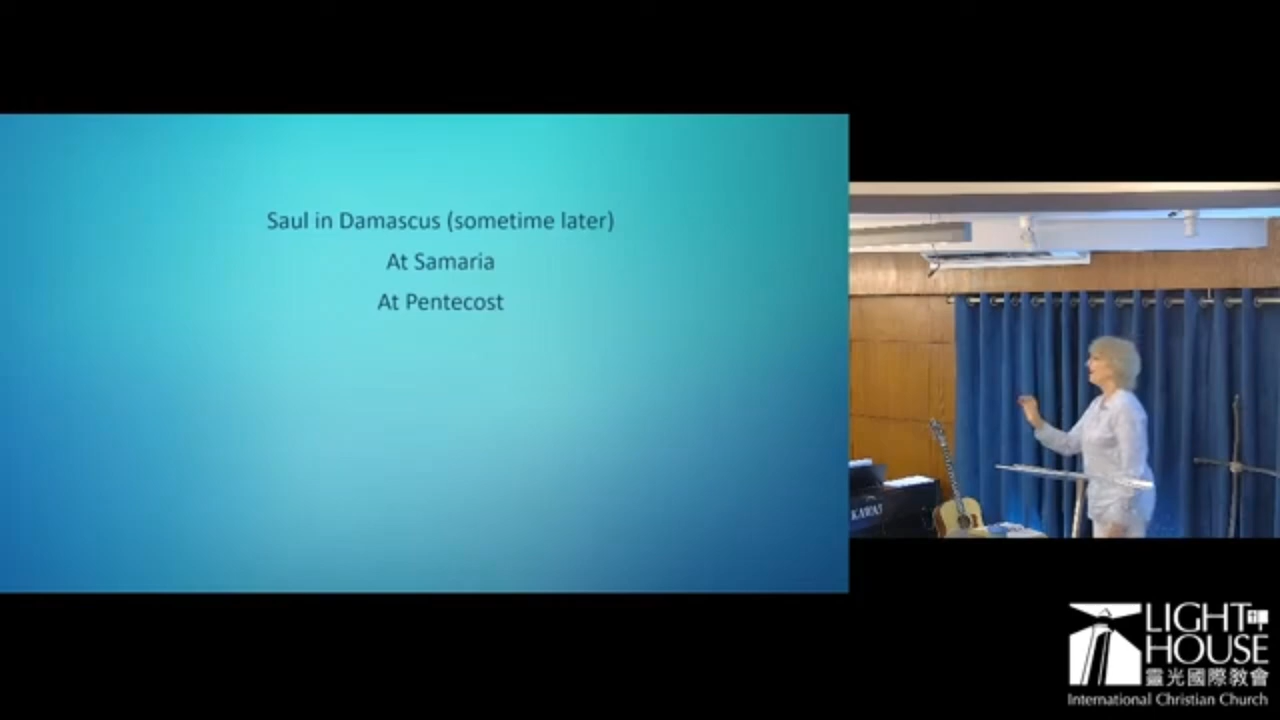 Saul in Damascus (sometime later)
At Samaria
At Pentecost
KAWAI
LIGHT
HOUSE
靈光國際教會
International Christian Church